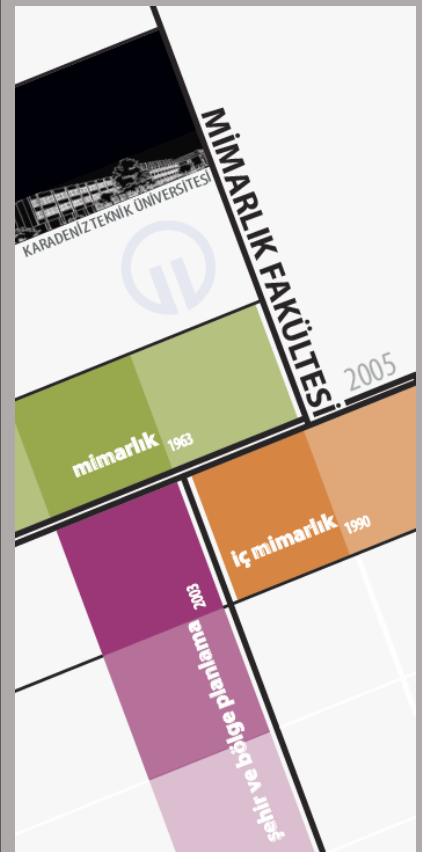 KARADENİZ TEKNİK ÜNİVERSİTESİ
MİMARLIK FAKÜLTESİ
2005
mimarlık 1963
iç mimarlık 1990
şehir ve bölge planlama 2003